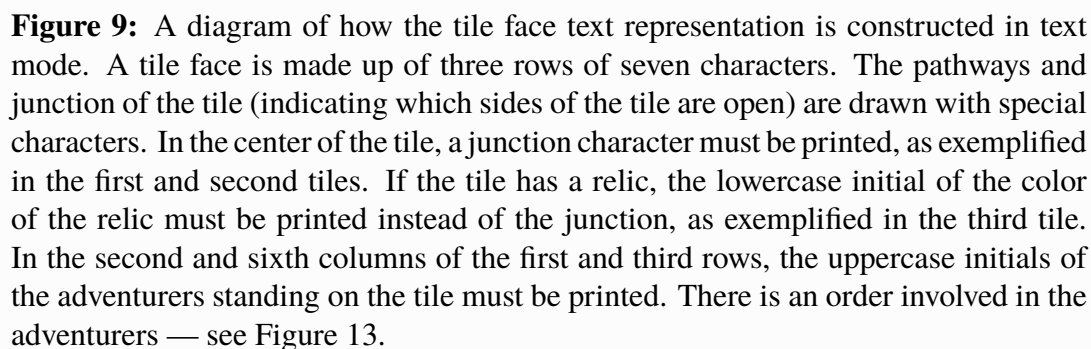 Figure 9: A diagram of how the tile face text representation is constructed in text
mode. A tile face is made up of three rows of seven characters. The pathways and
junction of the tile (indicating which sides of the tile are open) are drawn with special
characters. In the center of the tile, a junction character must be printed, as exemplified
in the first and second tiles. If the tile has a relic, the lowercase initial of the color
of the relic must be printed instead of the junction, as exemplified in the third tile.
In the second and sixth columns of the first and third rows, the uppercase initials of
the adventurers standing on the tile must be printed. There is an order involved in the
adventurers — see Figure 13.